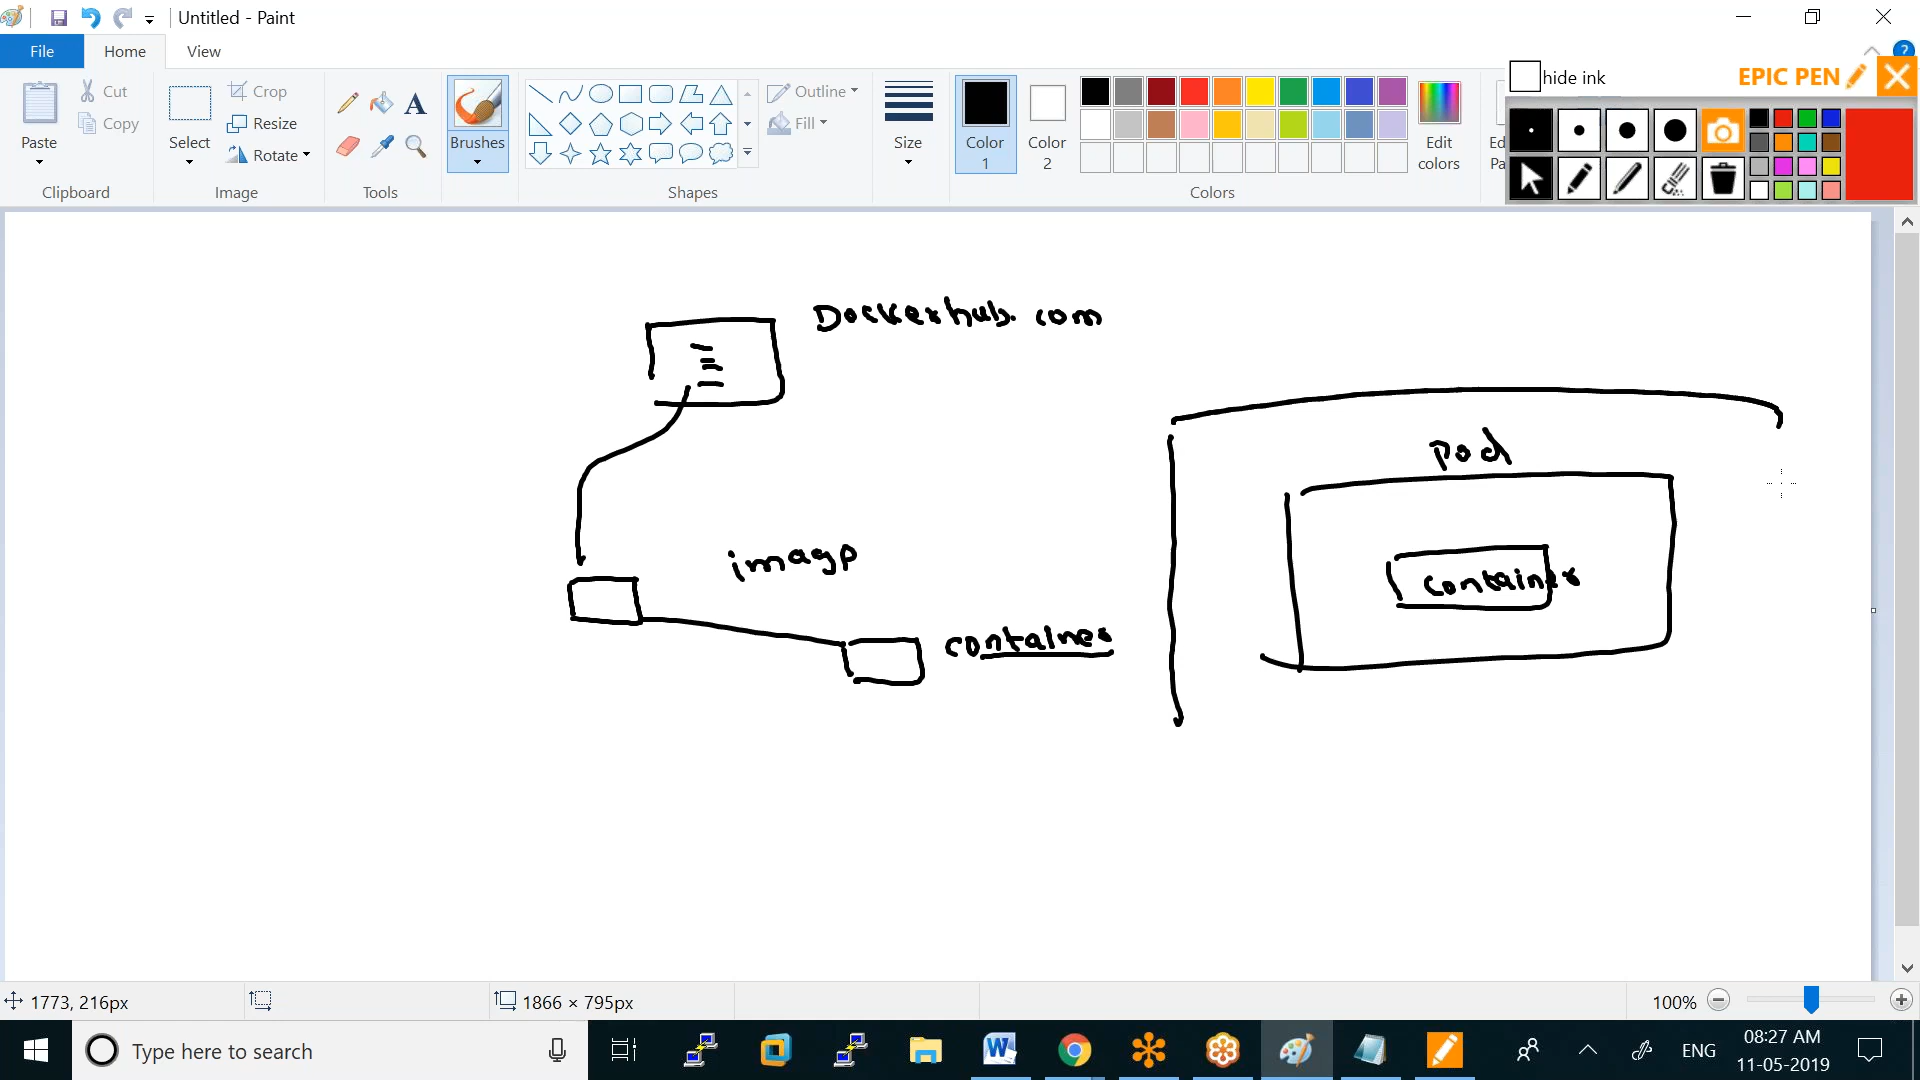 Untitled - Paint
File
Home
View
hide ink
EPIC PEN
Paste
Cut
Copy
Clipboard
Select
Crop
Resize
Rotate
Image
Tools
Brushes
Shapes
Outline
Fill
Size
Color
1
Color
2
Edit
colors
Colors
Dockerhub. com
pod
image
container
container
1773, 216px
1866 × 795px
100%
Type here to search
ENG
08:27 AM
11-05-2019